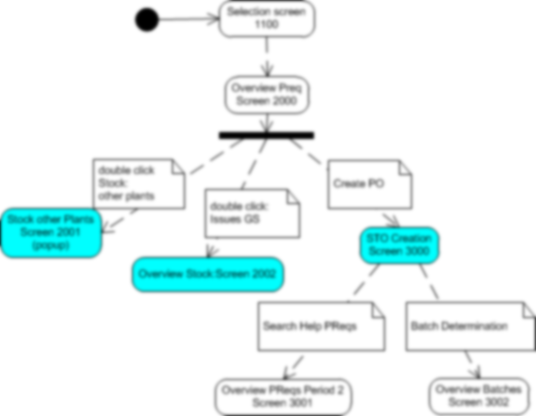 Selection screen
1100
Overview Preq
Screen 2000
double click
Stock:
other plants
double click:
Issues GS
Create PO
Stock other Plants
Screen 2001
(popup)
STO Creation
Screen 3000
Overview Stock:Screen 2002
Search Help PReqs
Batch Determination
Overview PReqs Period 2
Screen 3001
Overview Batches
Screen 3002